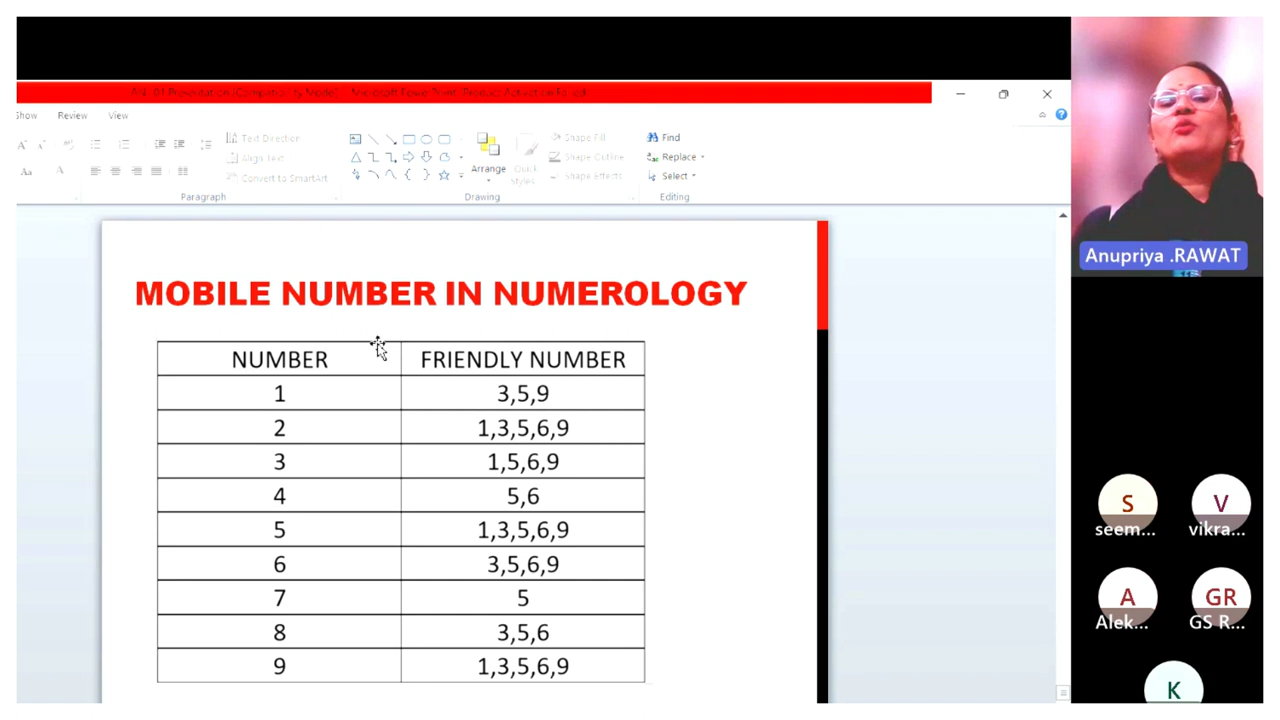 Show Review View
Text Direction
Align Text
Convert to SmartArt
Arrange
Quick Styles
Shape Fill
Shape Outline
Shape Effects
Find
Replace
Select
Paragraph
Drawing
Editing
MOBILE NUMBER IN NUMEROLOGY
NUMBER FRIENDLY NUMBER
1 3,5,9
2 1,3,5,6,9
3 1,5,6,9
4 5,6
5 1,3,5,6,9
6 3,5,6,9
7 5
8 3,5,6
9 1,3,5,6,9
Anupriya .RAWAT
S
seem...
V
vikra...
A
Alek...
GR
GS R...
K